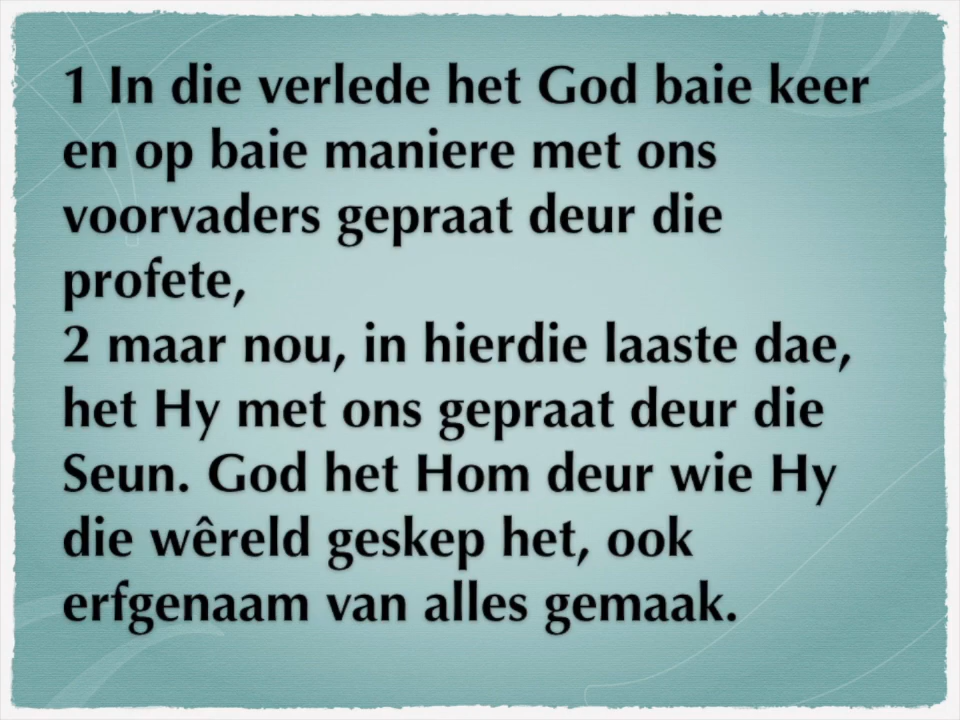 1 In die verlede het God baie keer
en op baie maniere met ons
voorvaders gepraat deur die
profete,
2 maar nou, in hierdie laaste dae,
het Hy met ons gepraat deur die
Seun. God het Hom deur wie Hy
die wêreld geskep het, ook
erfgenaam van alles gemaak.